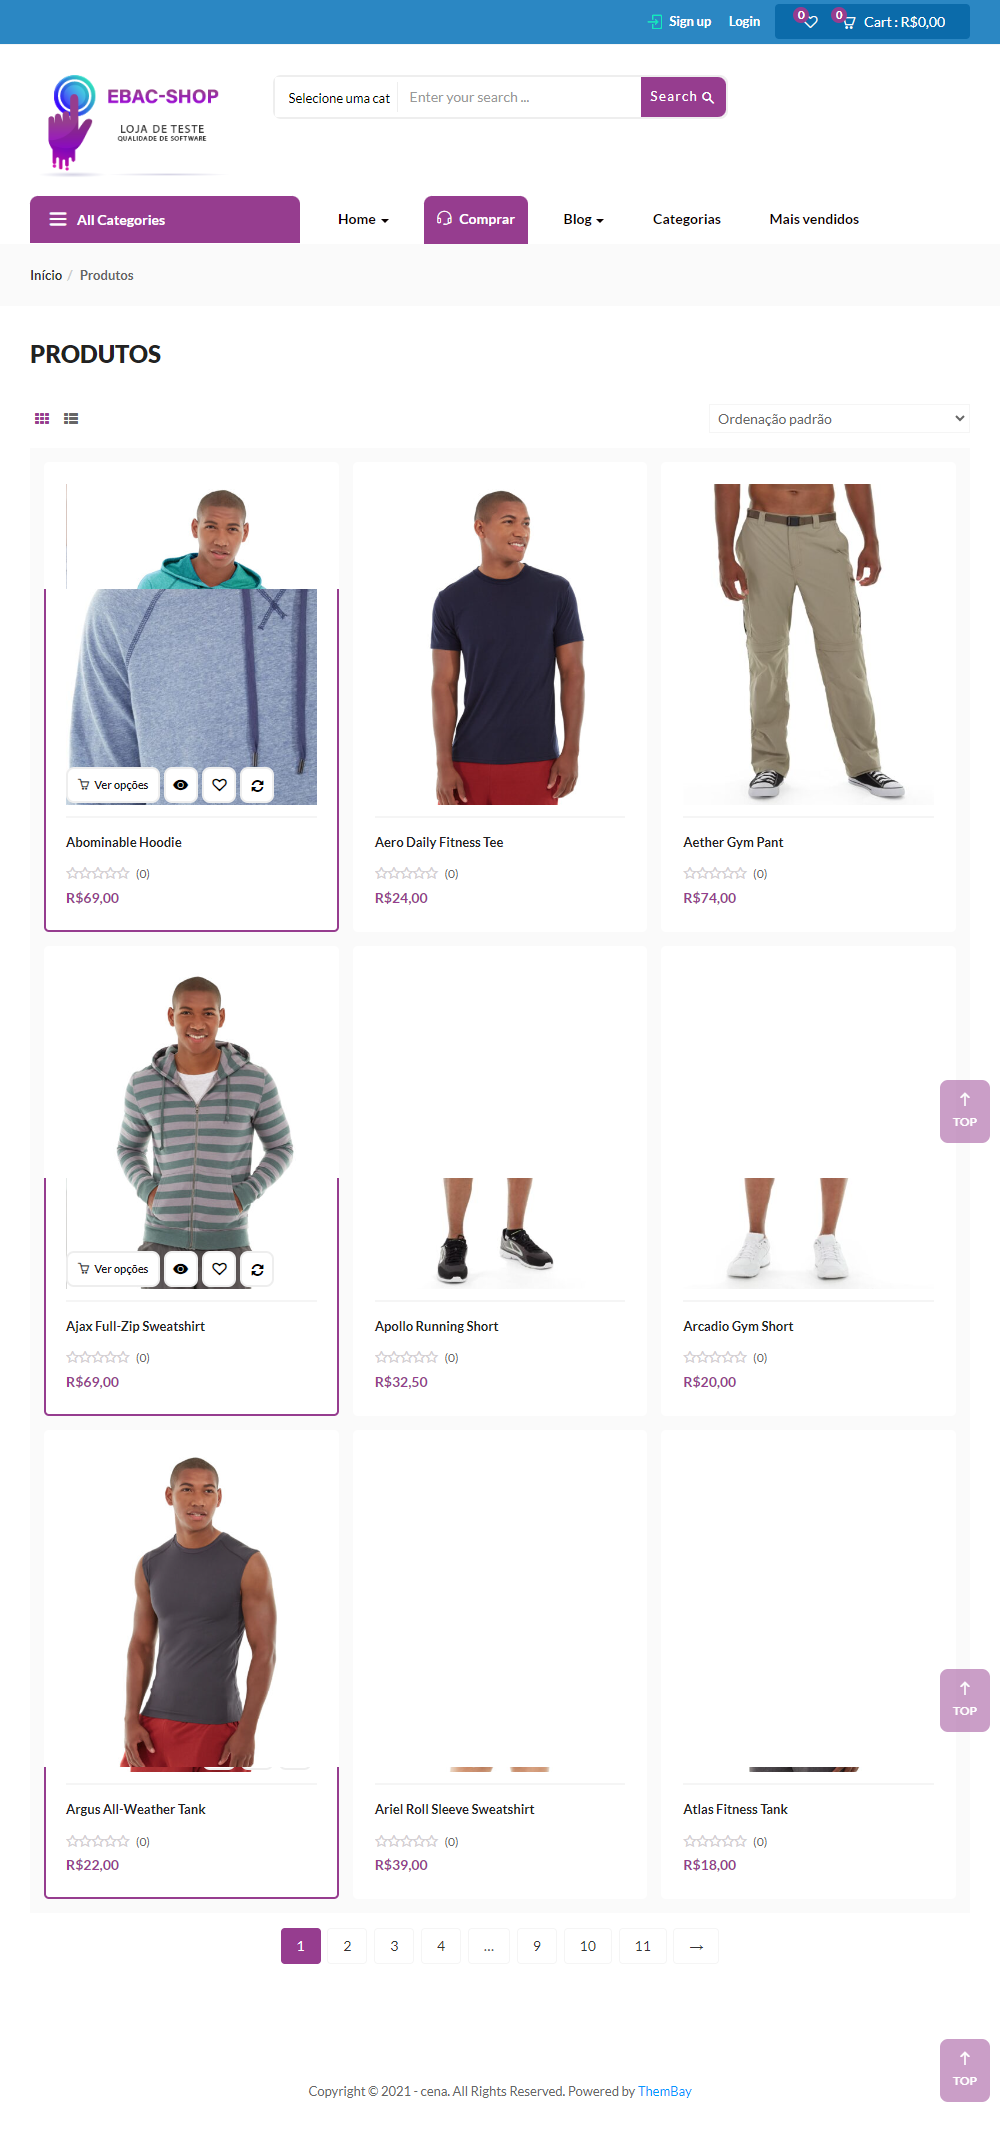 Sign up Login 0 0 Cart : R$0,00
EBAC-SHOP
LOJA DE TESTE
QUALIDADE DE SOFTWARE
Selecione uma cat Enter your search ... Search
All Categories Home Comprar Blog Categorias Mais vendidos
Início / Produtos
PRODUTOS
Ordenação padrão
Ver opções
Abominable Hoodie Aero Daily Fitness Tee Aether Gym Pant
(0) (0) (0)
R$69,00 R$24,00 R$74,00
TOP
Ver opções
Ajax Full-Zip Sweatshirt Apollo Running Short Arcadio Gym Short
(0) (0) (0)
R$69,00 R$32,50 R$20,00
TOP
Argus All-Weather Tank Ariel Roll Sleeve Sweatshirt Atlas Fitness Tank
(0) (0) (0)
R$22,00 R$39,00 R$18,00
1 2 3 4 ... 9 10 11 →
TOP
Copyright © 2021 - cena. All Rights Reserved. Powered by ThemBay